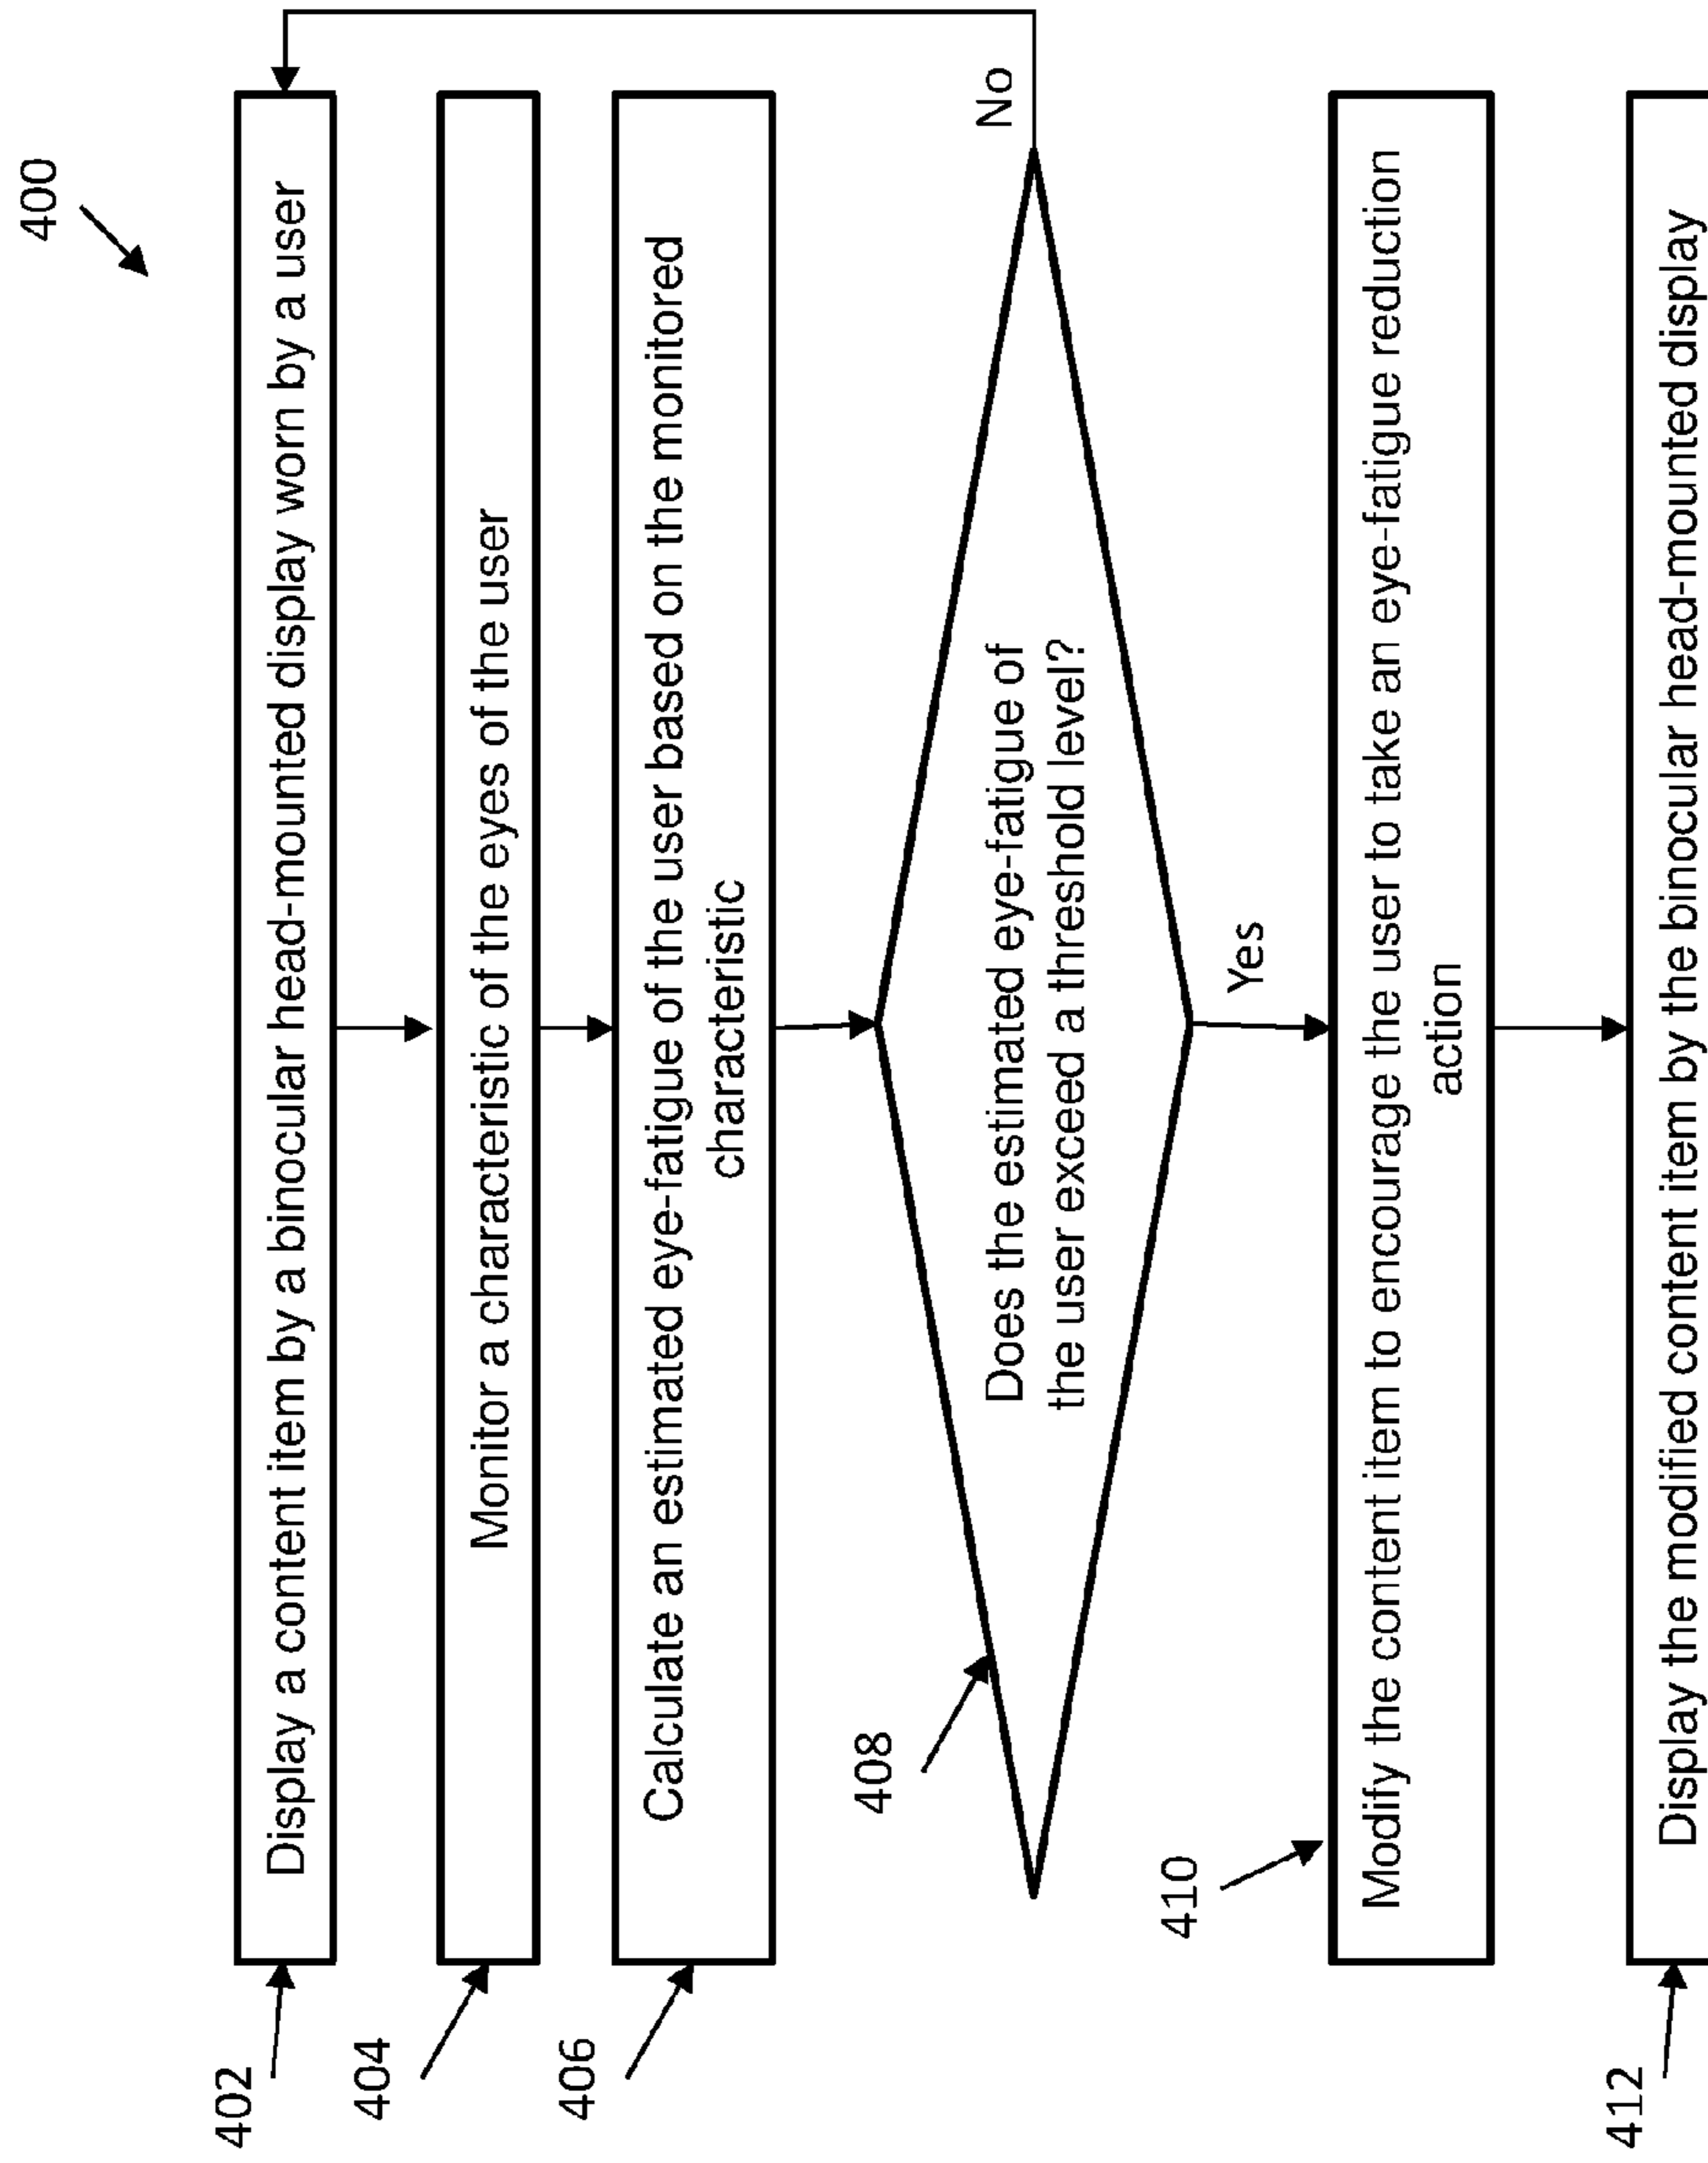 400
402
Display a content item by a binocular head-mounted display worn by a user
404
Monitor a characteristic of the eyes of the user
406
Calculate an estimated eye-fatigue of the user based on the monitored
characteristic
408
Does the estimated eye-fatigue of
the user exceed a threshold level?
No
Yes
410
Modify the content item to encourage the user to take an eye-fatigue reduction
action
412
Display the modified content item by the binocular head-mounted display